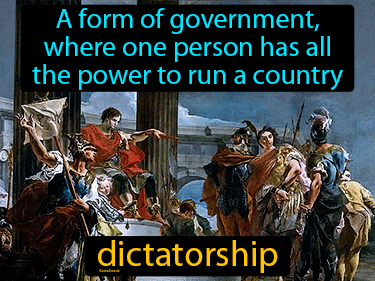 A form of government,
where one person has all
the power to run a country
dictatorship